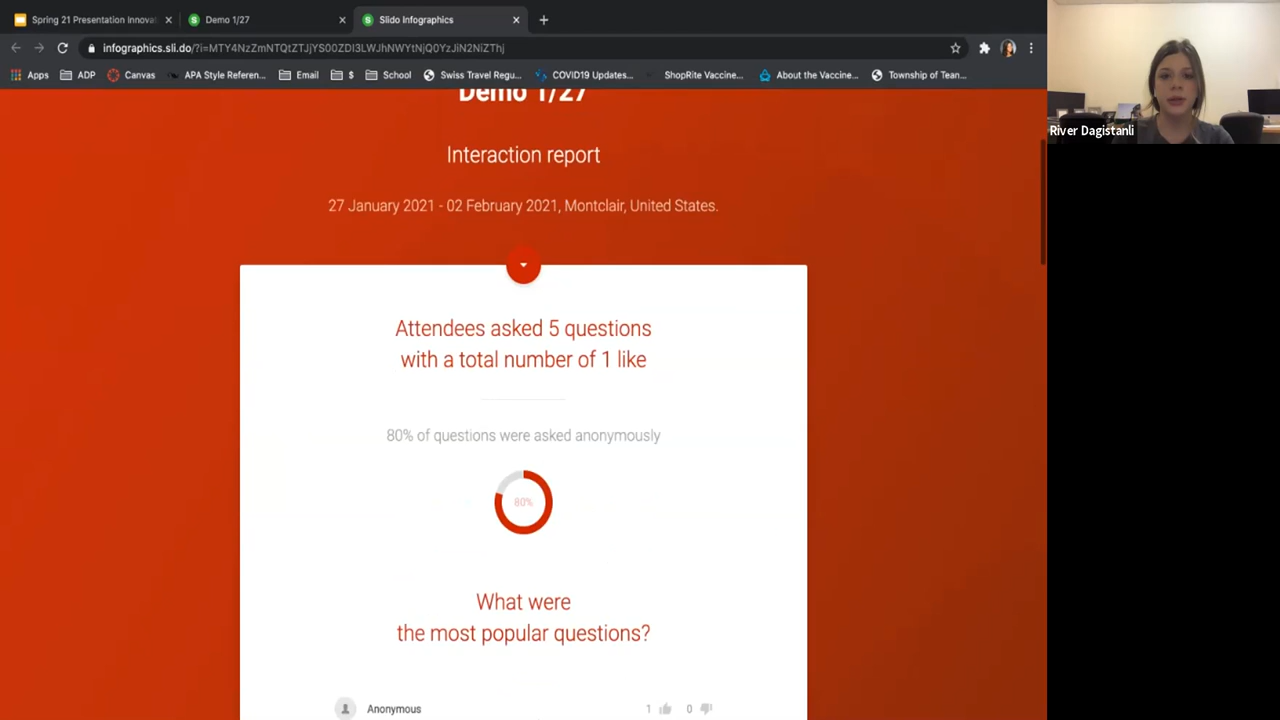 Spring 21 Presentation Innova
Demo 1/27
Slido Infographics
infographics.sli.do/?i=MTY4NzZmNTQtZTJjYS00ZDI3LWJhNWYtNjQ0YzJiN2NiZThj
Apps
ADP
Canvas
APA Style Referen...
Email
$
School
Swiss Travel Regu...
COVID19 Updates...
ShopRite Vaccine...
About the Vaccine...
Township of Tean...
River Dagistanli
Demo 1/27
Interaction report
27 January 2021 - 02 February 2021, Montclair, United States.
Attendees asked 5 questions
with a total number of 1 like
80% of questions were asked anonymously
80%
What were
the most popular questions?
Anonymous
1
0